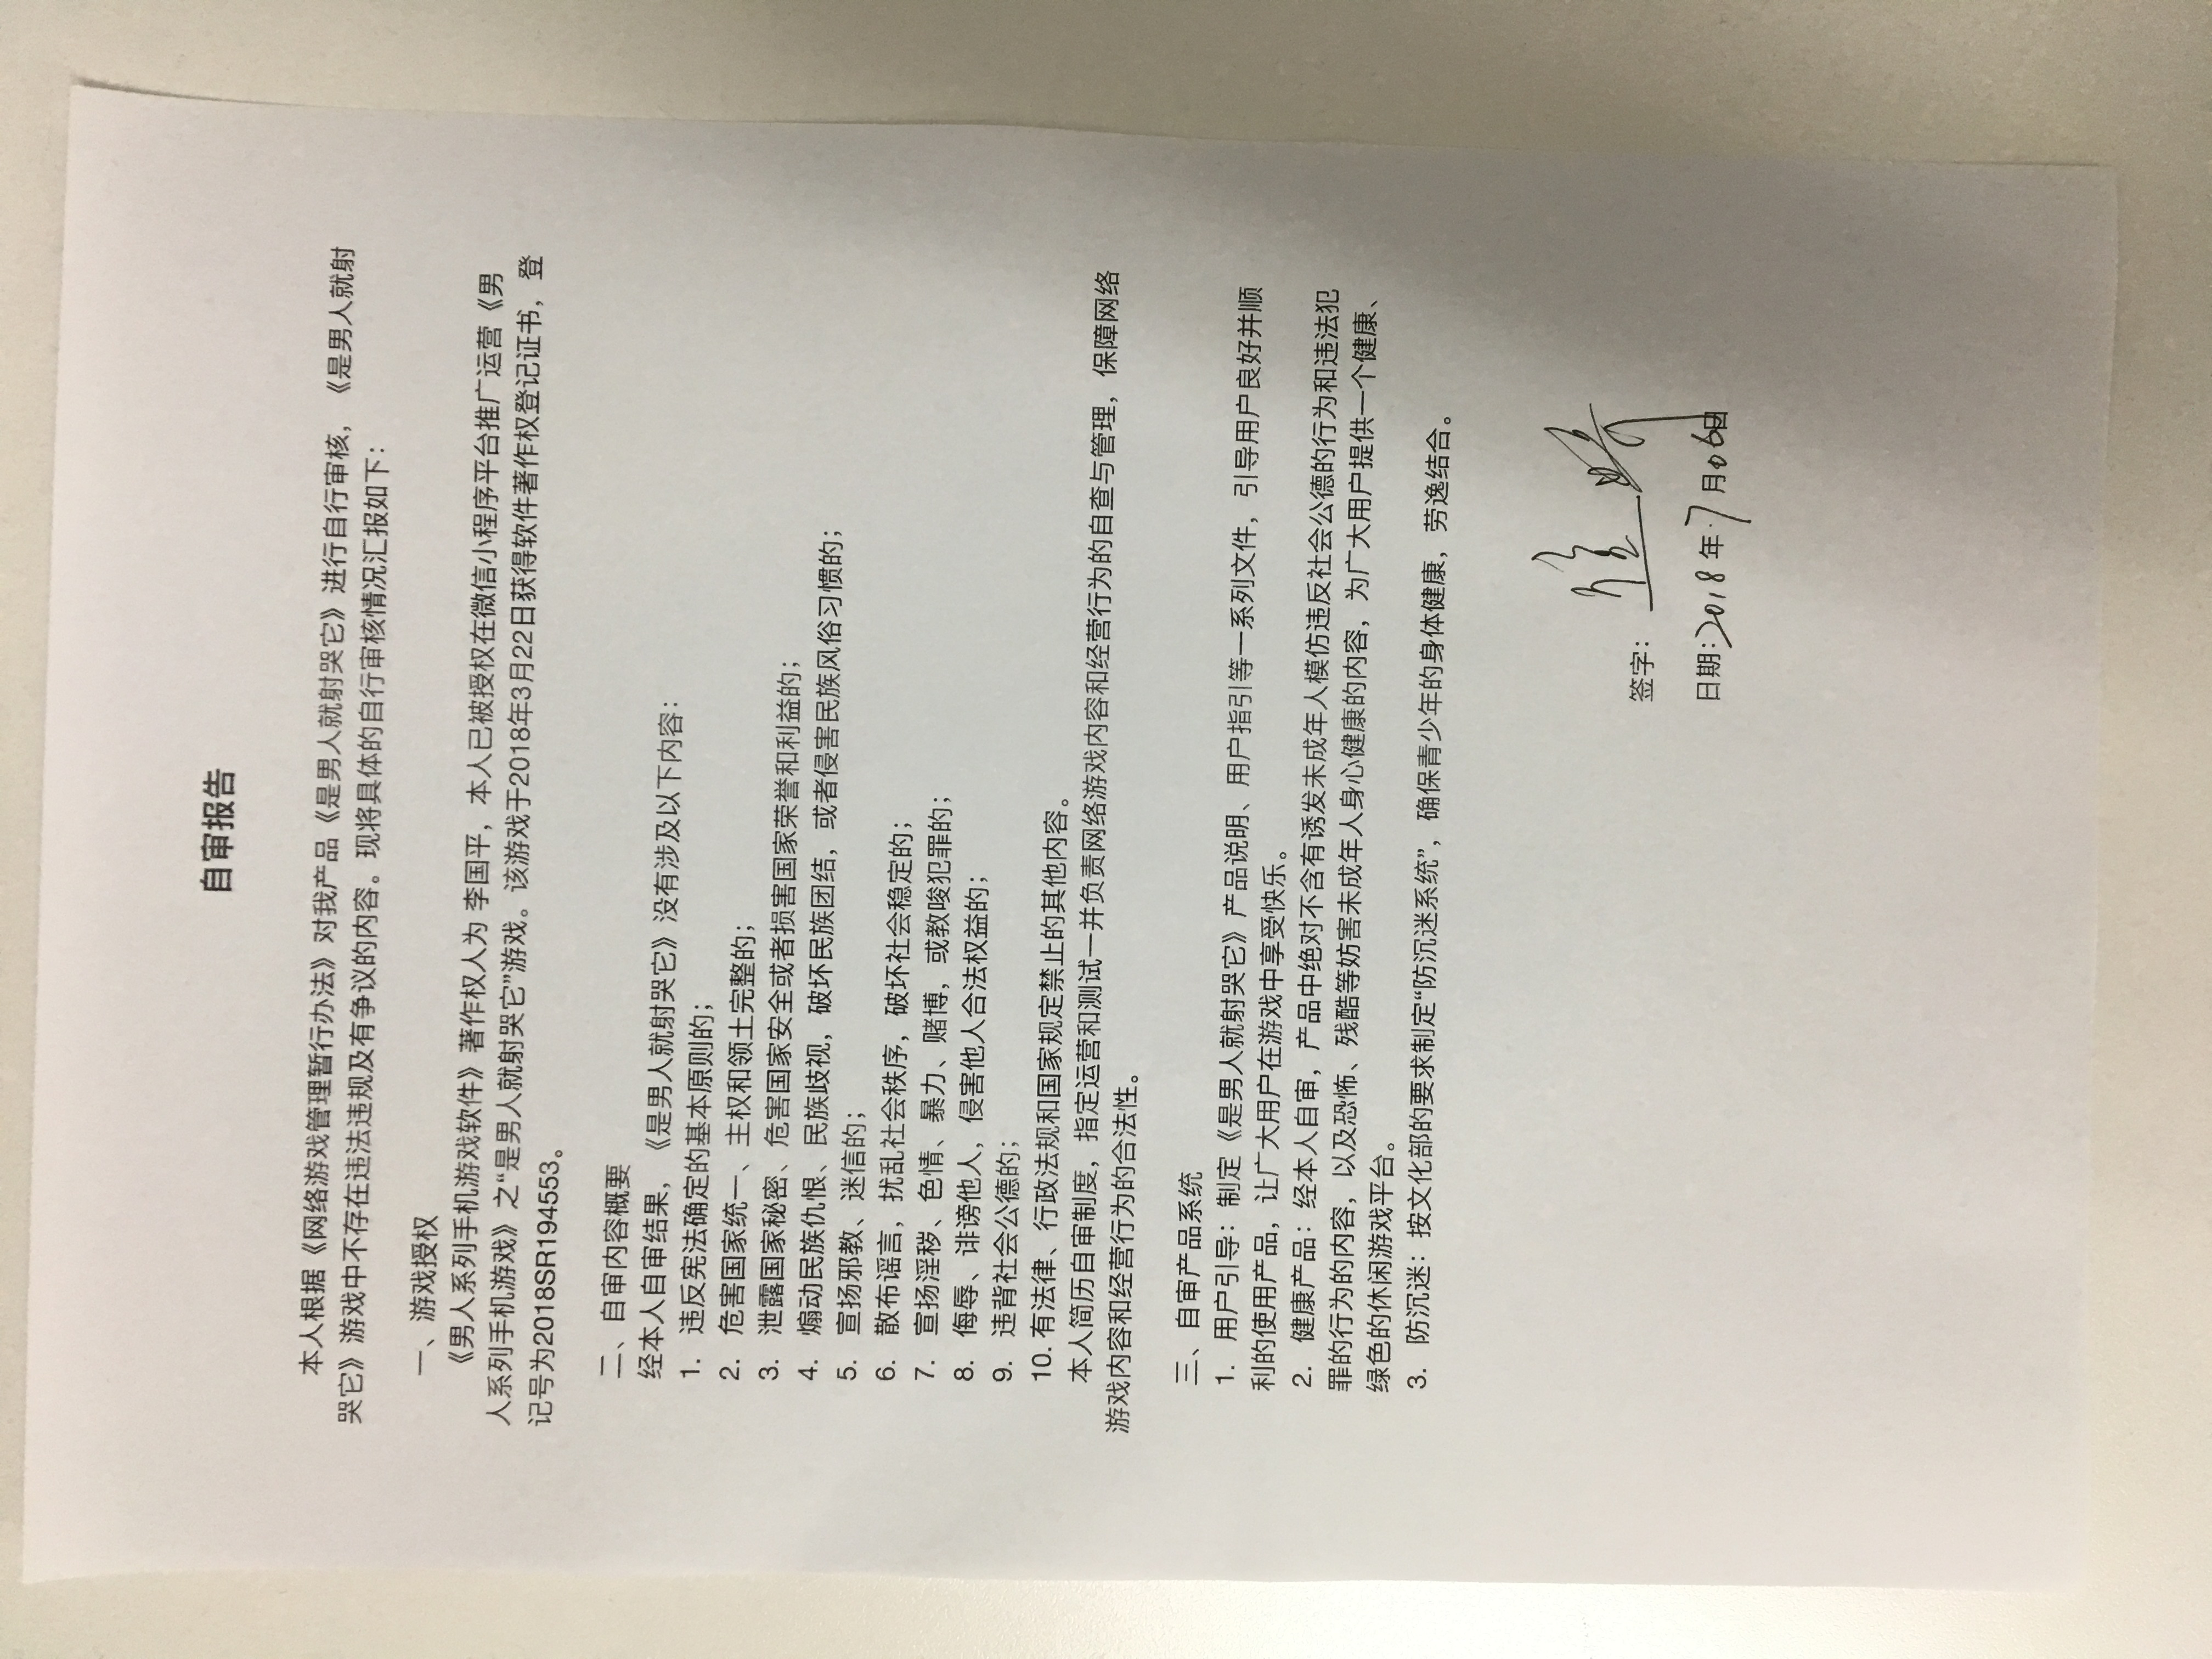 自审报告
本人根据《网络游戏管理暂行办法》对我产品《是男人就射哭它》进行自行审核，《是男人就射
哭它》游戏中不存在违法违规及有争议的内容。现将具体的自行审核情况汇报如下：
一、游戏授权
《男人系列手机游戏软件》著作权人为 李国平，本人已被授权在微信小程序平台推广运营《男
人系列手机游戏》之“是男人就射哭它”游戏。该游戏于2018年3月22日获得软件著作权登记证书，登
记号为2018SR194553。
二、自审内容概要
经本人自审结果，《是男人就射哭它》没有涉及以下内容：
1. 违反宪法确定的基本原则的；
2. 危害国家统一、主权和领土完整的；
3. 泄露国家秘密、危害国家安全或者损害国家荣誉和利益的；
4. 煽动民族仇恨、民族歧视，破坏民族团结，或者侵害民族风俗习惯的；
5. 宣扬邪教、迷信的；
6. 散布谣言，扰乱社会秩序，破坏社会稳定的；
7. 宣扬淫秽、色情、暴力、赌博，或教唆犯罪的；
8. 侮辱、诽谤他人，侵害他人合法权益的；
9. 违背社会公德的；
10. 有法律、行政法规和国家规定禁止的其他内容。
本人简历自审制度，指定运营和测试一并负责网络游戏内容和经营行为的自查与管理，保障网络
游戏内容和经营行为的合法性。
三、自审产品系统
1. 用户引导：制定《是男人就射哭它》产品说明、用户指引等一系列文件，引导用户良好并顺
利的使用产品，让广大用户在游戏中享受快乐。
2. 健康产品：经本人自审，产品中绝对不含有诱发未成年人模仿违反社会公德的行为和违法犯
罪的行为的内容，以及恐怖、残酷等妨害未成年人身心健康的内容，为广大用户提供一个健康、
绿色的休闲游戏平台。
3. 防沉迷：按文化部的要求制定“防沉迷系统”，确保青少年的身体健康，劳逸结合。
签字：
日期：2018年7月06日